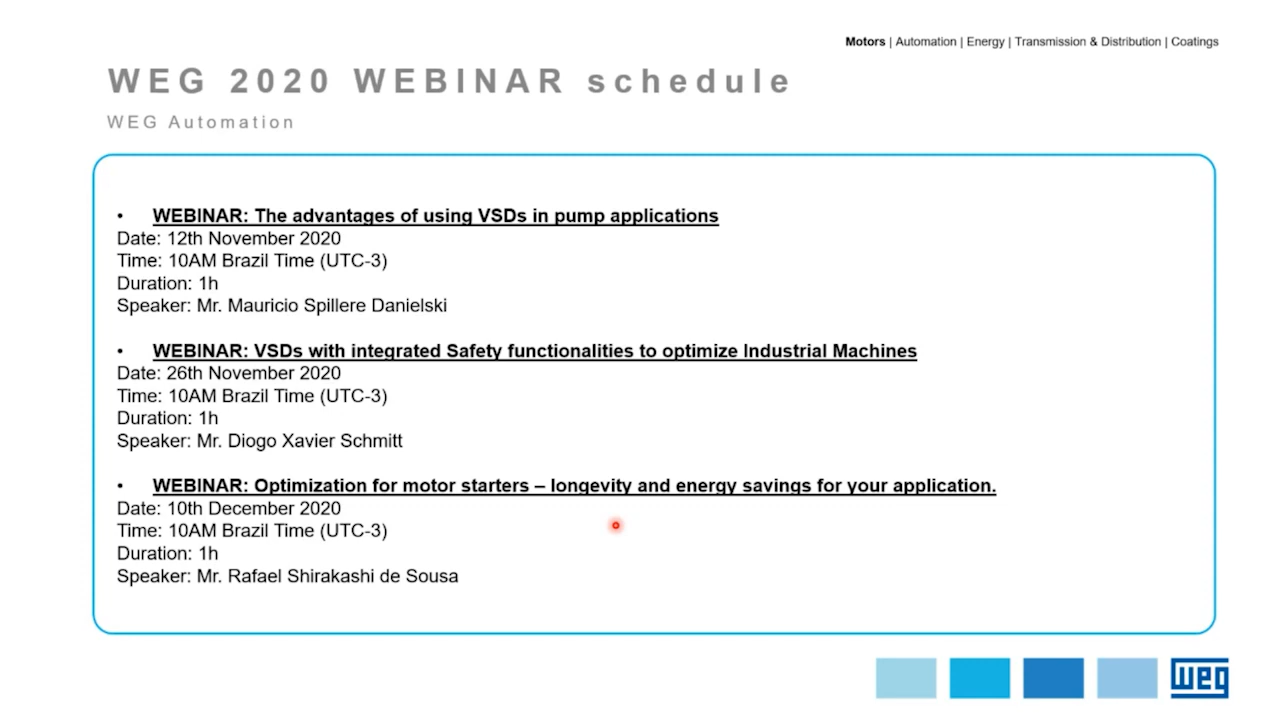 Motors | Automation | Energy | Transmission & Distribution | Coatings
WEG 2020 WEBINAR schedule
WEG Automation
• WEBINAR: The advantages of using VSDs in pump applications
Date: 12th November 2020
Time: 10AM Brazil Time (UTC-3)
Duration: 1h
Speaker: Mr. Mauricio Spillere Danielski
• WEBINAR: VSDs with integrated Safety functionalities to optimize Industrial Machines
Date: 26th November 2020
Time: 10AM Brazil Time (UTC-3)
Duration: 1h
Speaker: Mr. Diogo Xavier Schmitt
• WEBINAR: Optimization for motor starters – longevity and energy savings for your application.
Date: 10th December 2020
Time: 10AM Brazil Time (UTC-3)
Duration: 1h
Speaker: Mr. Rafael Shirakashi de Sousa
weg